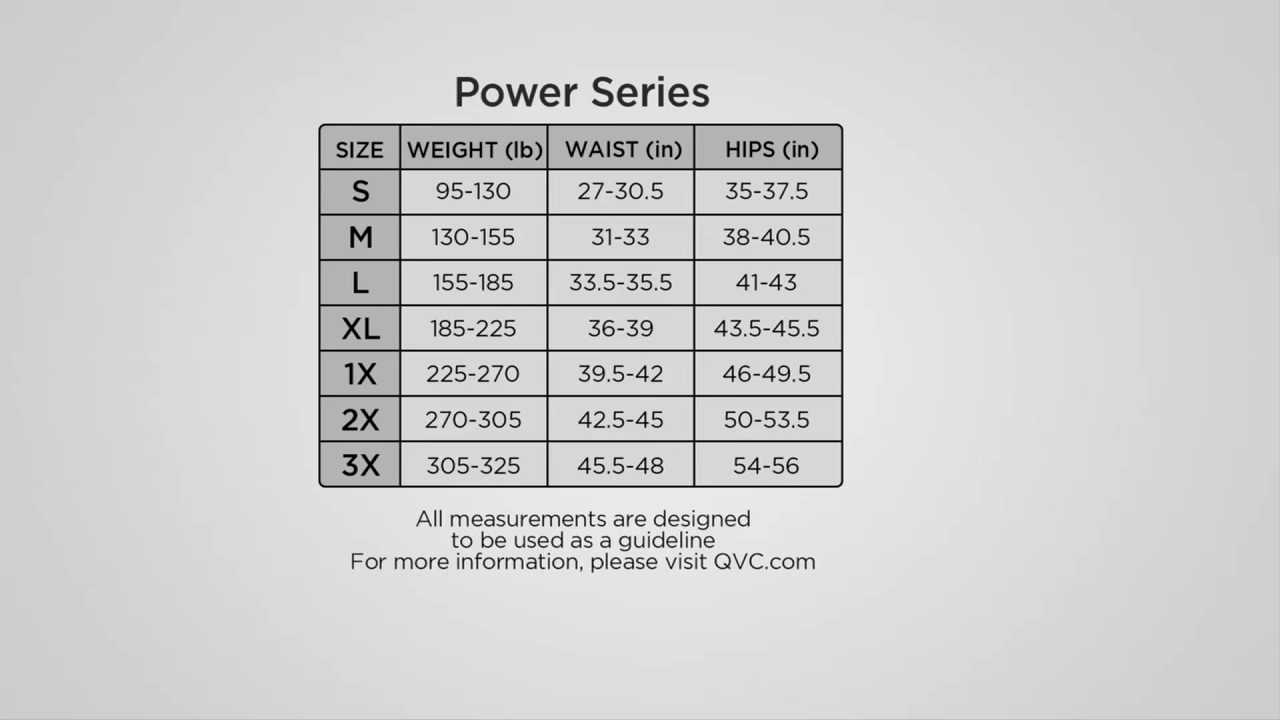 Power Series
SIZE WEIGHT (lb) WAIST (in) HIPS (in)
S 95-130 27-30.5 35-37.5
M 130-155 31-33 38-40.5
L 155-185 33.5-35.5 41-43
XL 185-225 36-39 43.5-45.5
1X 225-270 39.5-42 46-49.5
2X 270-305 42.5-45 50-53.5
3X 305-325 45.5-48 54-56
All measurements are designed
to be used as a guideline
For more information, please visit QVC.com